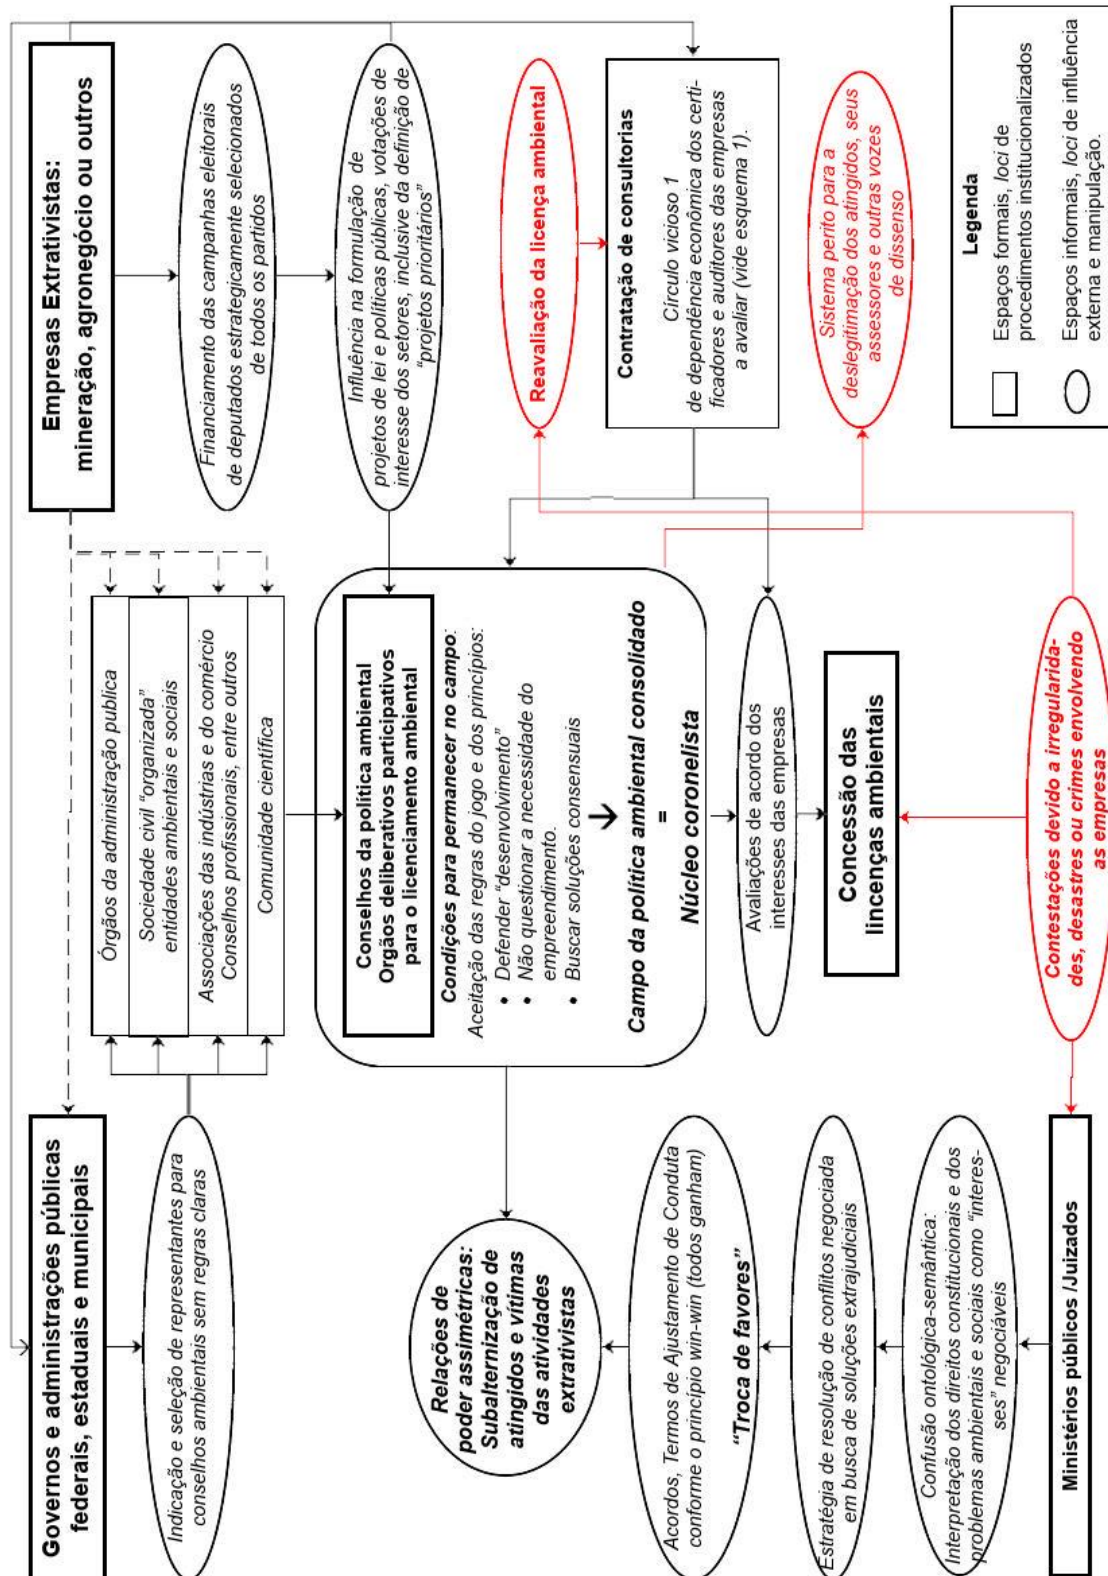 Governos e administrações públicas
federais, estaduais e municipais
Indicação e seleção de representantes para
conselhos ambientais sem regras claras
Órgãos da administração publica
Sociedade civil “organizada”
entidades ambientais e sociais
Associações das indústrias e do comércio
Conselhos profissionais, entre outros
Comunidade científica
Empresas Extrativistas:
mineração, agronegócio ou outros
Financiamento das campanhas eleitorais
de deputados estrategicamente selecionados
de todos os partidos
Influência na formulação de
projetos de lei e políticas públicas, votações de
interesse dos setores, inclusive da definição de
“projetos prioritários”
Relações de
poder assimétricas:
Subalternização de
atingidos e vítimas
das atividades
extrativistas
Conselhos da política ambiental
Orgãos deliberativos participativos
para o licenciamento ambiental
Condições para permanecer no campo:
Aceitação das regras do jogo e dos princípios:
• Defender “desenvolvimento”
• Não questionar a necessidade do
empreendimento.
• Buscar soluções consensuais
Campo da política ambiental consolidado
=
Núcleo coronelista
Reavaliação da licença ambiental
Contratação de consultorias
Círculo vicioso 1
de dependência econômica dos certi-
ficadores e auditores das empresas
a avaliar (vide esquema 1).
Acordos, Termos de Ajustamento de Conduta
conforme o princípio win-win (todos ganham)
“Troca de favores”
Avaliações de acordo dos
interesses das empresas
Concessão das
lincenças ambientais
Sistema perito para a
deslegitimação dos atingidos, seus
assessores e outras vozes
de dissenso
Estratégia de resolução de conflitos negociada
em busca de soluções extrajudiciais
Confusão ontológica-semântica:
Interpretação dos direitos constitucionais e dos
problemas ambientais e sociais como “interes-
ses” negociáveis
Ministérios públicos /Juizados
Contestações devido a irregularida-
des, desastres ou crimes envolvendo
as empresas
Legenda
Espaços formais, loci de
procedimentos institucionalizados
Espaços informais, loci de influência
externa e manipulação.